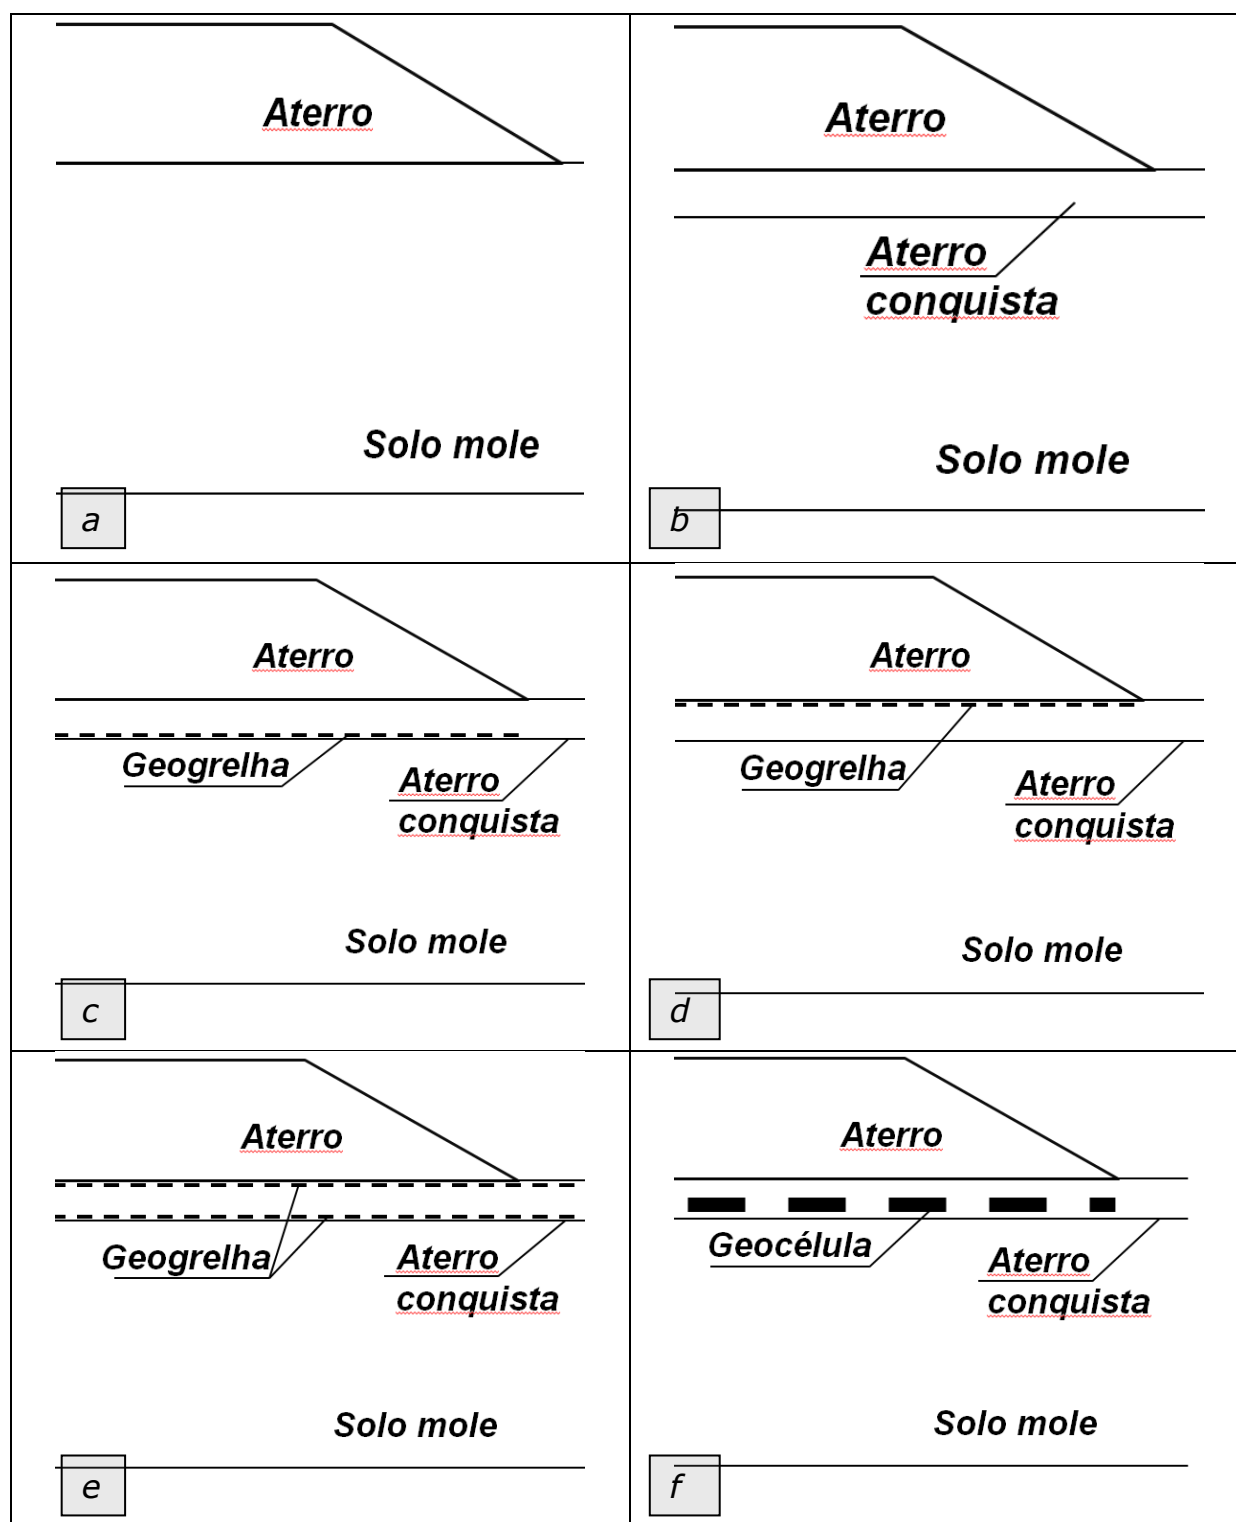 Aterro
Solo mole
a
Aterro
Aterro
conquista
Solo mole
b
Aterro
Geogrelha
Aterro
conquista
Solo mole
c
Aterro
Geogrelha
Aterro
conquista
Solo mole
d
Aterro
Geogrelha
Aterro
conquista
Solo mole
e
Aterro
Geocélula
Aterro
conquista
Solo mole
f